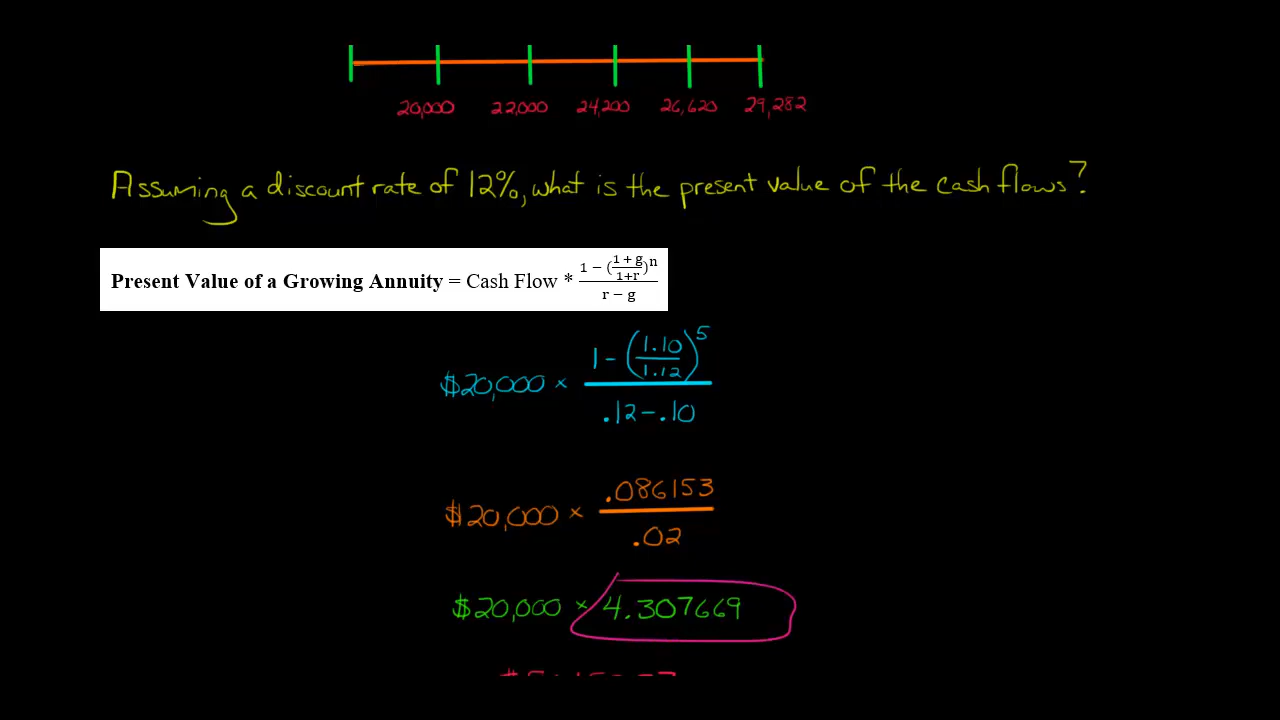 20,000 22,000 24,200 26,620 29,282
Assuming a discount rate of 12%, what is the present value of the cash flows?
Present Value of a Growing Annuity = Cash Flow * (1 − ((1 + g)/(1+r))^n)/(r − g)
$20,000 × (1 - (1.10/1.12)^5)/(.12-.10)
$20,000 × .086153/.02
$20,000 × 4.307669